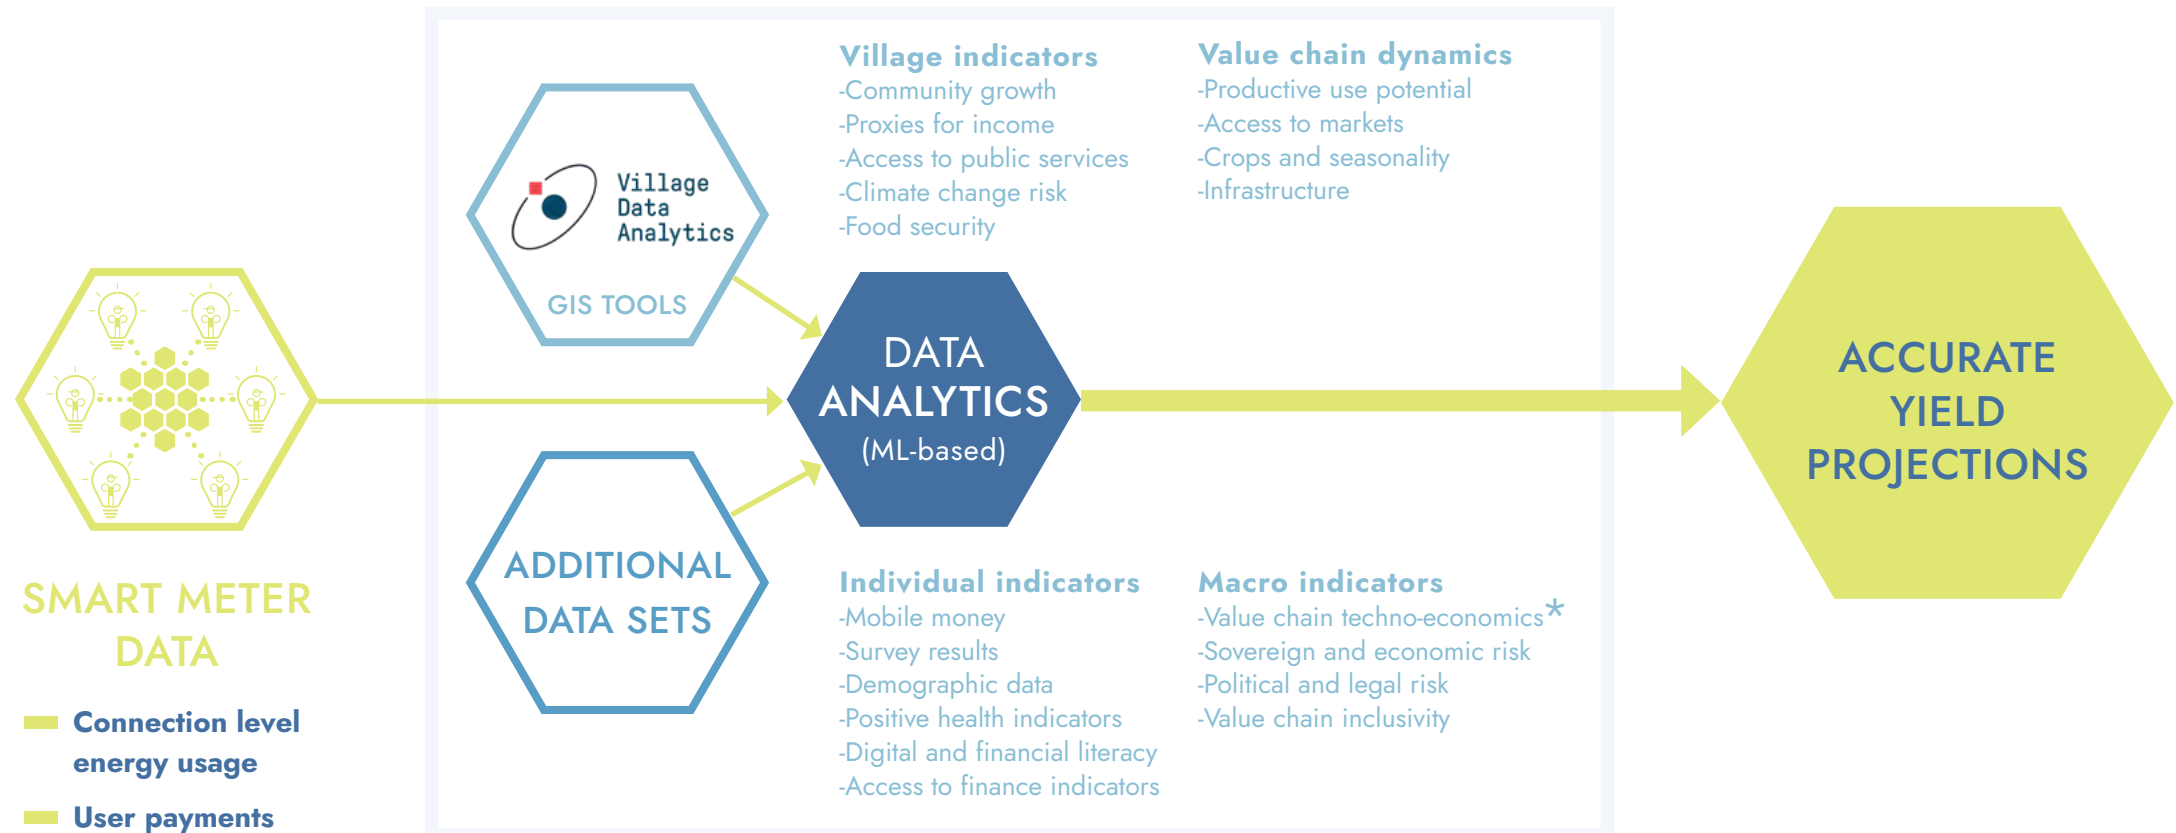 SMART METER
DATA
Connection level
energy usage
User payments
Village
Data
Analytics
GIS TOOLS
ADDITIONAL
DATA SETS
Village indicators
-Community growth
-Proxies for income
-Access to public services
-Climate change risk
-Food security
Value chain dynamics
-Productive use potential
-Access to markets
-Crops and seasonality
-Infrastructure
DATA
ANALYTICS
(ML-based)
Individual indicators
-Mobile money
-Survey results
-Demographic data
-Positive health indicators
-Digital and financial literacy
-Access to finance indicators
Macro indicators
-Value chain techno-economics*
-Sovereign and economic risk
-Political and legal risk
-Value chain inclusivity
ACCURATE
YIELD
PROJECTIONS